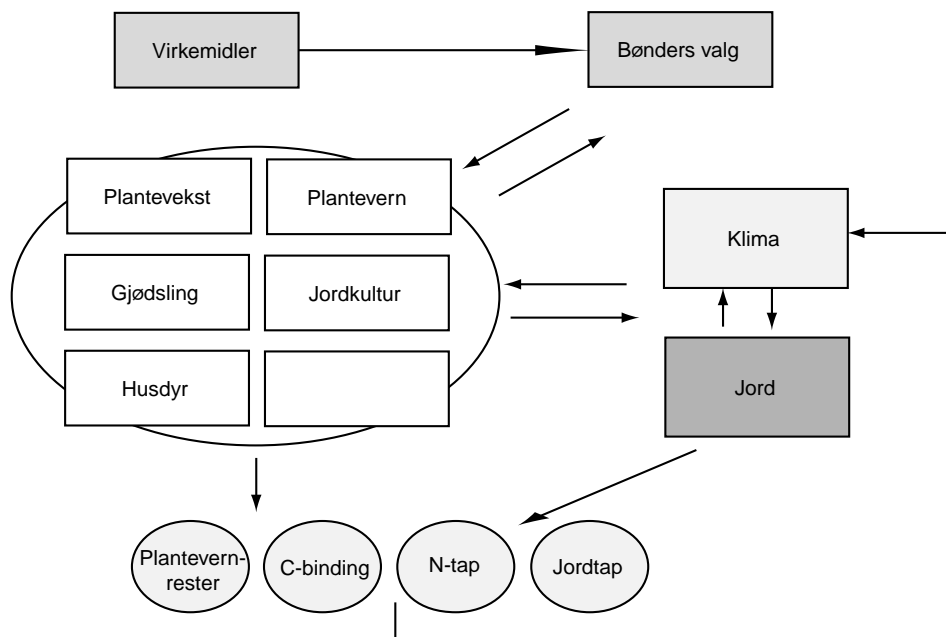 Virkemidler
Bønders valg
Plantevekst
Plantevern
Klima
Gjødsling
Jordkultur
Husdyr
Jord
Plantevern-
rester
C-binding
N-tap
Jordtap